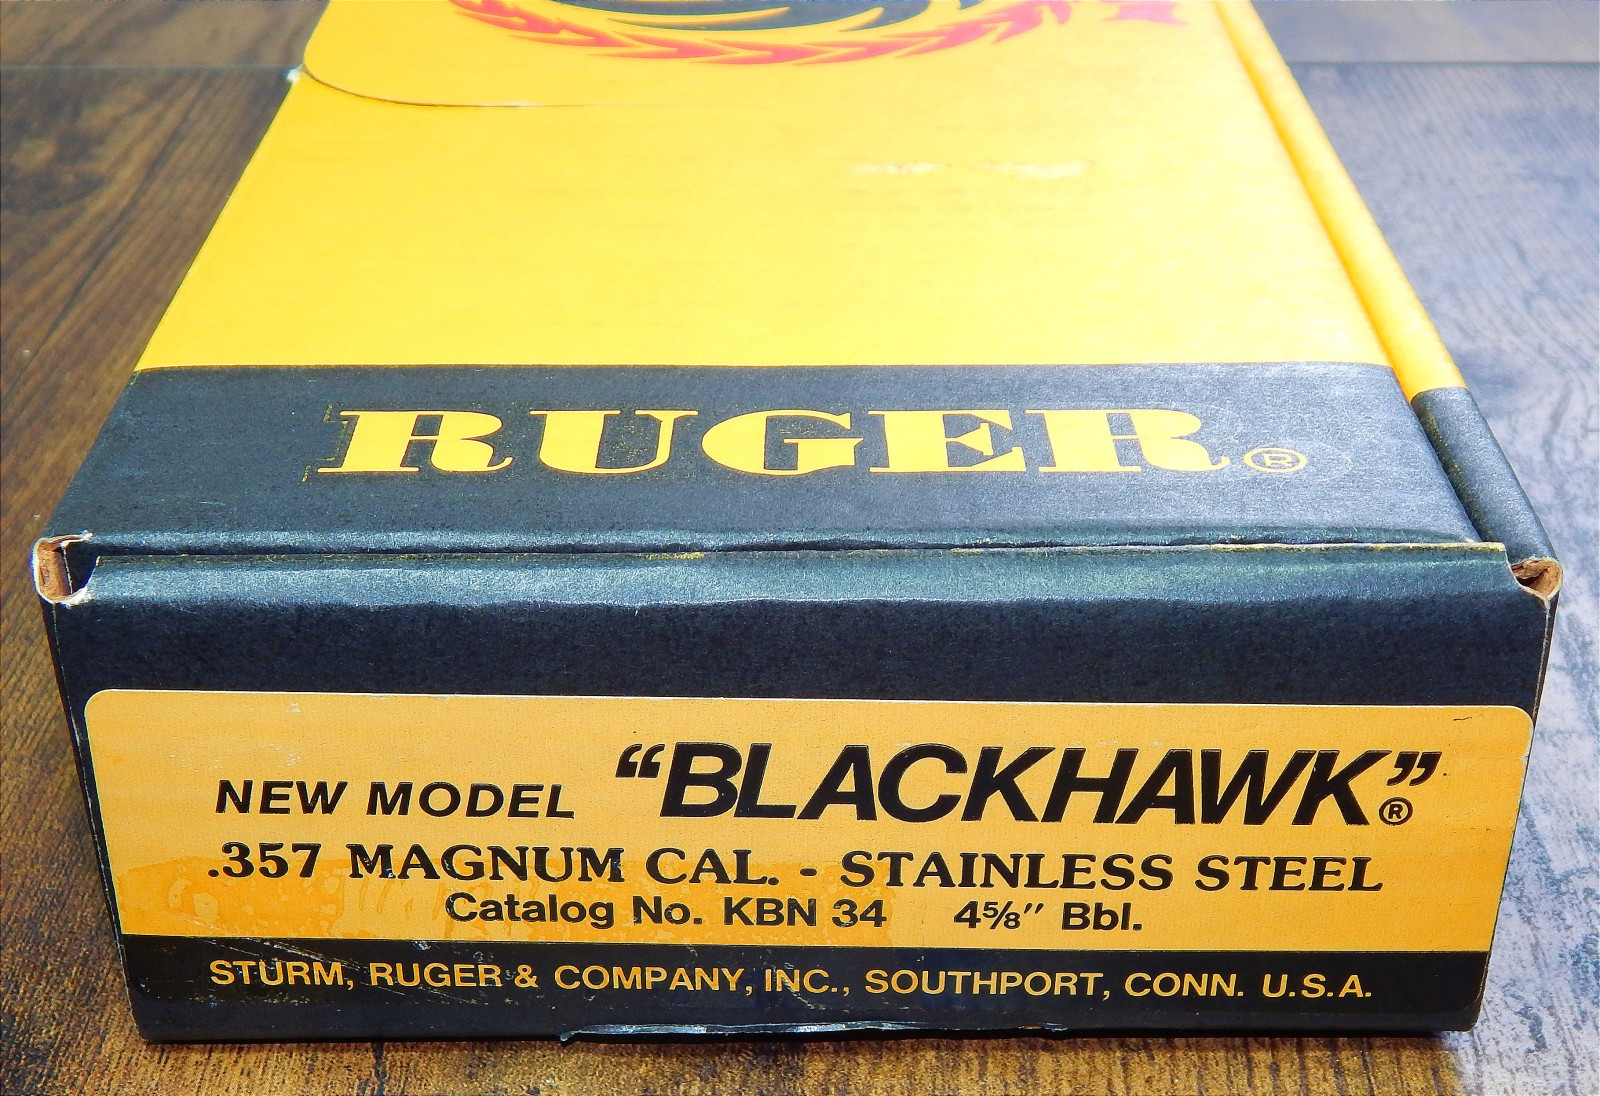 RUGER®
NEW MODEL “BLACKHAWK”®
.357 MAGNUM CAL. - STAINLESS STEEL
Catalog No. KBN 34 4⅝″ Bbl.
STURM, RUGER & COMPANY, INC., SOUTHPORT, CONN. U.S.A.